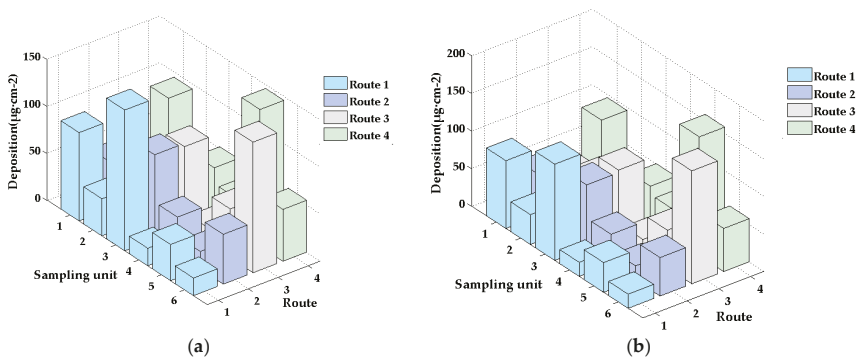 150
100
50
0
Deposition(µg·cm-2)
1
2
3
4
5
6
Sampling unit
1
2
3
4
Route
Route 1
Route 2
Route 3
Route 4
(a)
200
150
100
50
0
Deposition(µg·cm-2)
1
2
3
4
5
6
Sampling unit
1
2
3
4
Route
Route 1
Route 2
Route 3
Route 4
(b)